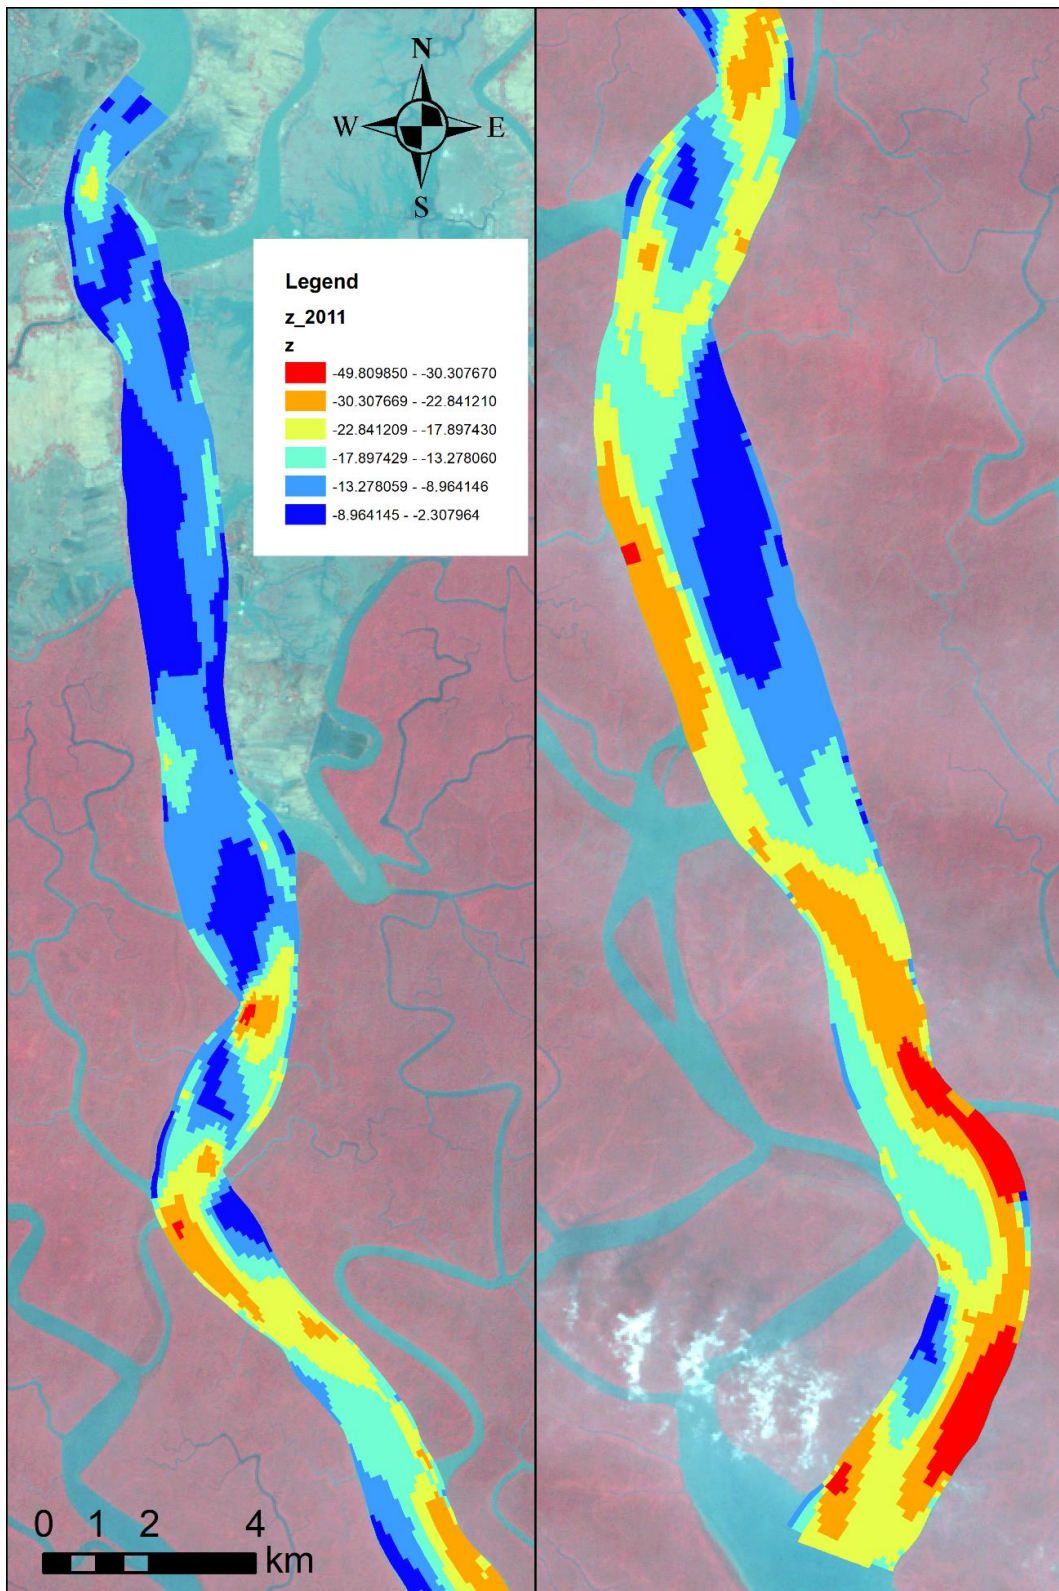 N
W E
S
Legend
z_2011
z
-49.809850 - -30.307670
-30.307669 - -22.841210
-22.841209 - -17.897430
-17.897429 - -13.278060
-13.278059 - -8.964146
-8.964145 - -2.307964
0 1 2 4
km